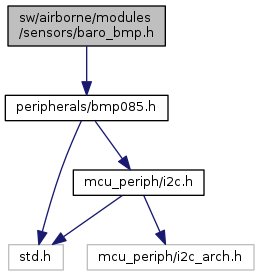 sw/airborne/modules
/sensors/baro_bmp.h
peripherals/bmp085.h
mcu_periph/i2c.h
std.h
mcu_periph/i2c_arch.h